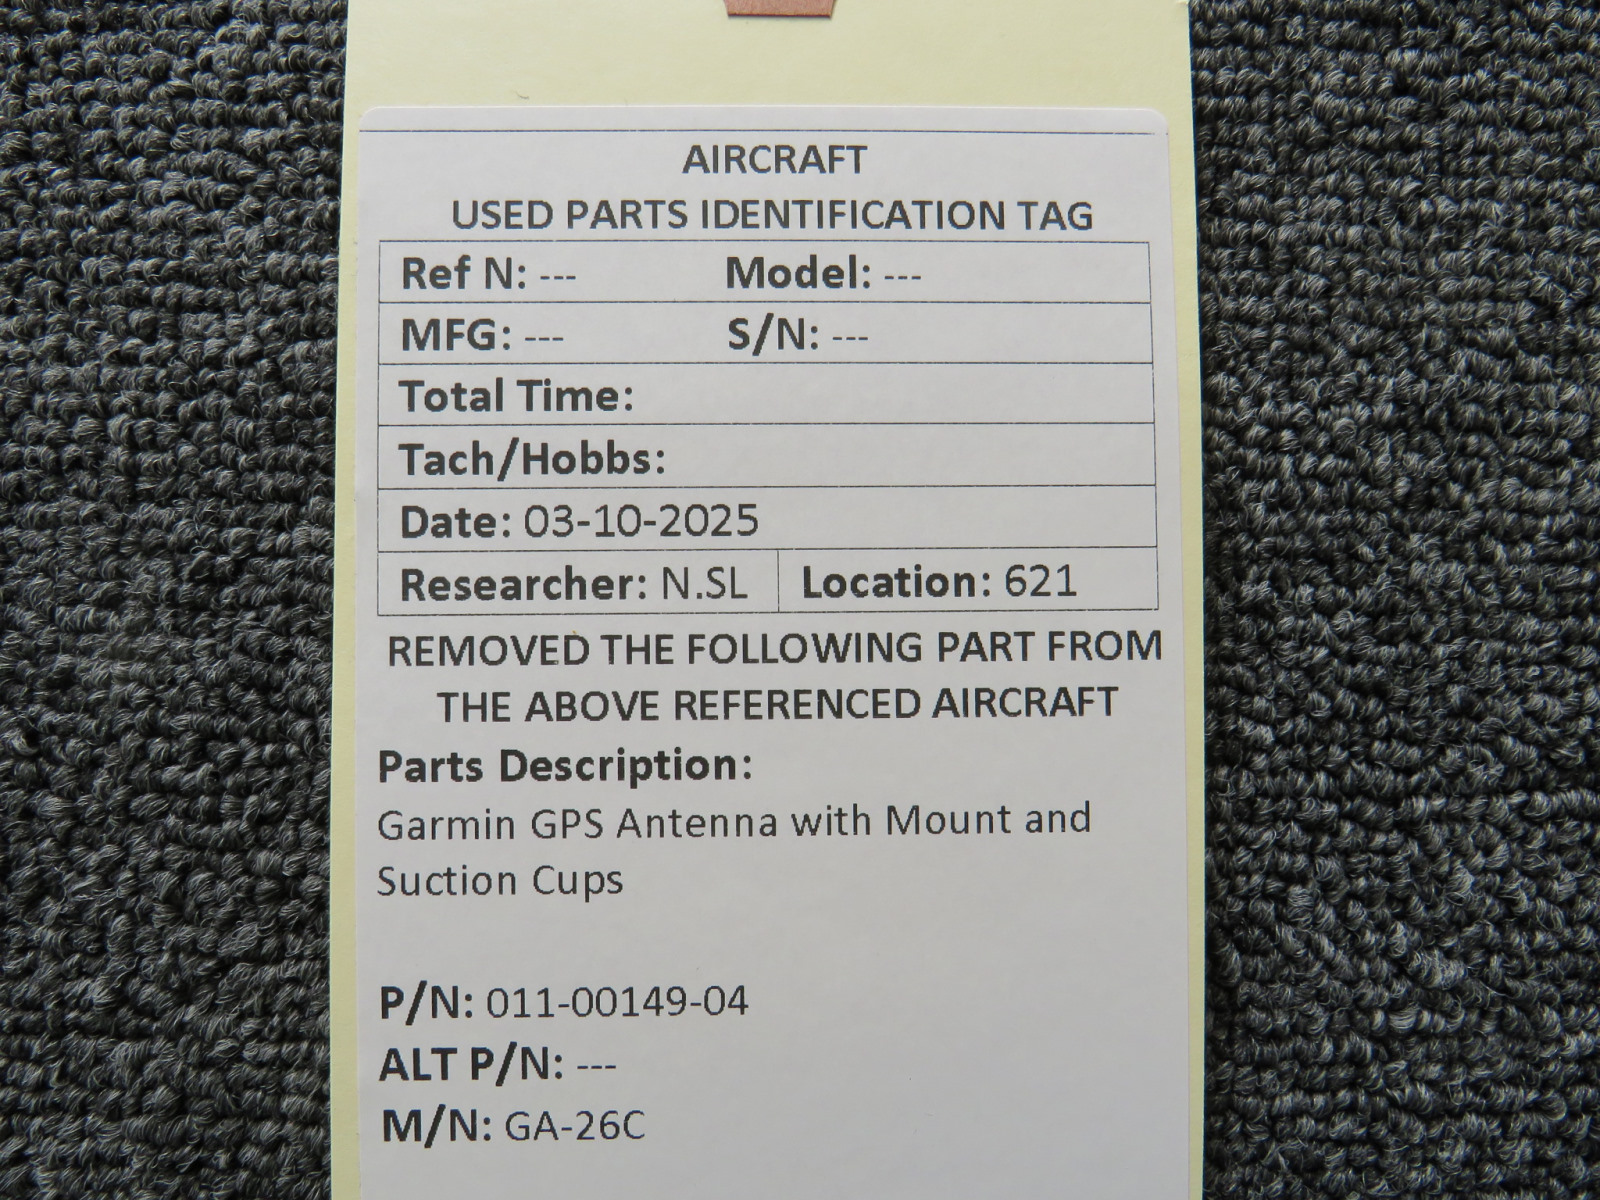 AIRCRAFT
USED PARTS IDENTIFICATION TAG
Ref N: --- Model: ---
MFG: --- S/N: ---
Total Time:
Tach/Hobbs:
Date: 03-10-2025
Researcher: N.SL Location: 621
REMOVED THE FOLLOWING PART FROM
THE ABOVE REFERENCED AIRCRAFT
Parts Description:
Garmin GPS Antenna with Mount and
Suction Cups
P/N: 011-00149-04
ALT P/N: ---
M/N: GA-26C